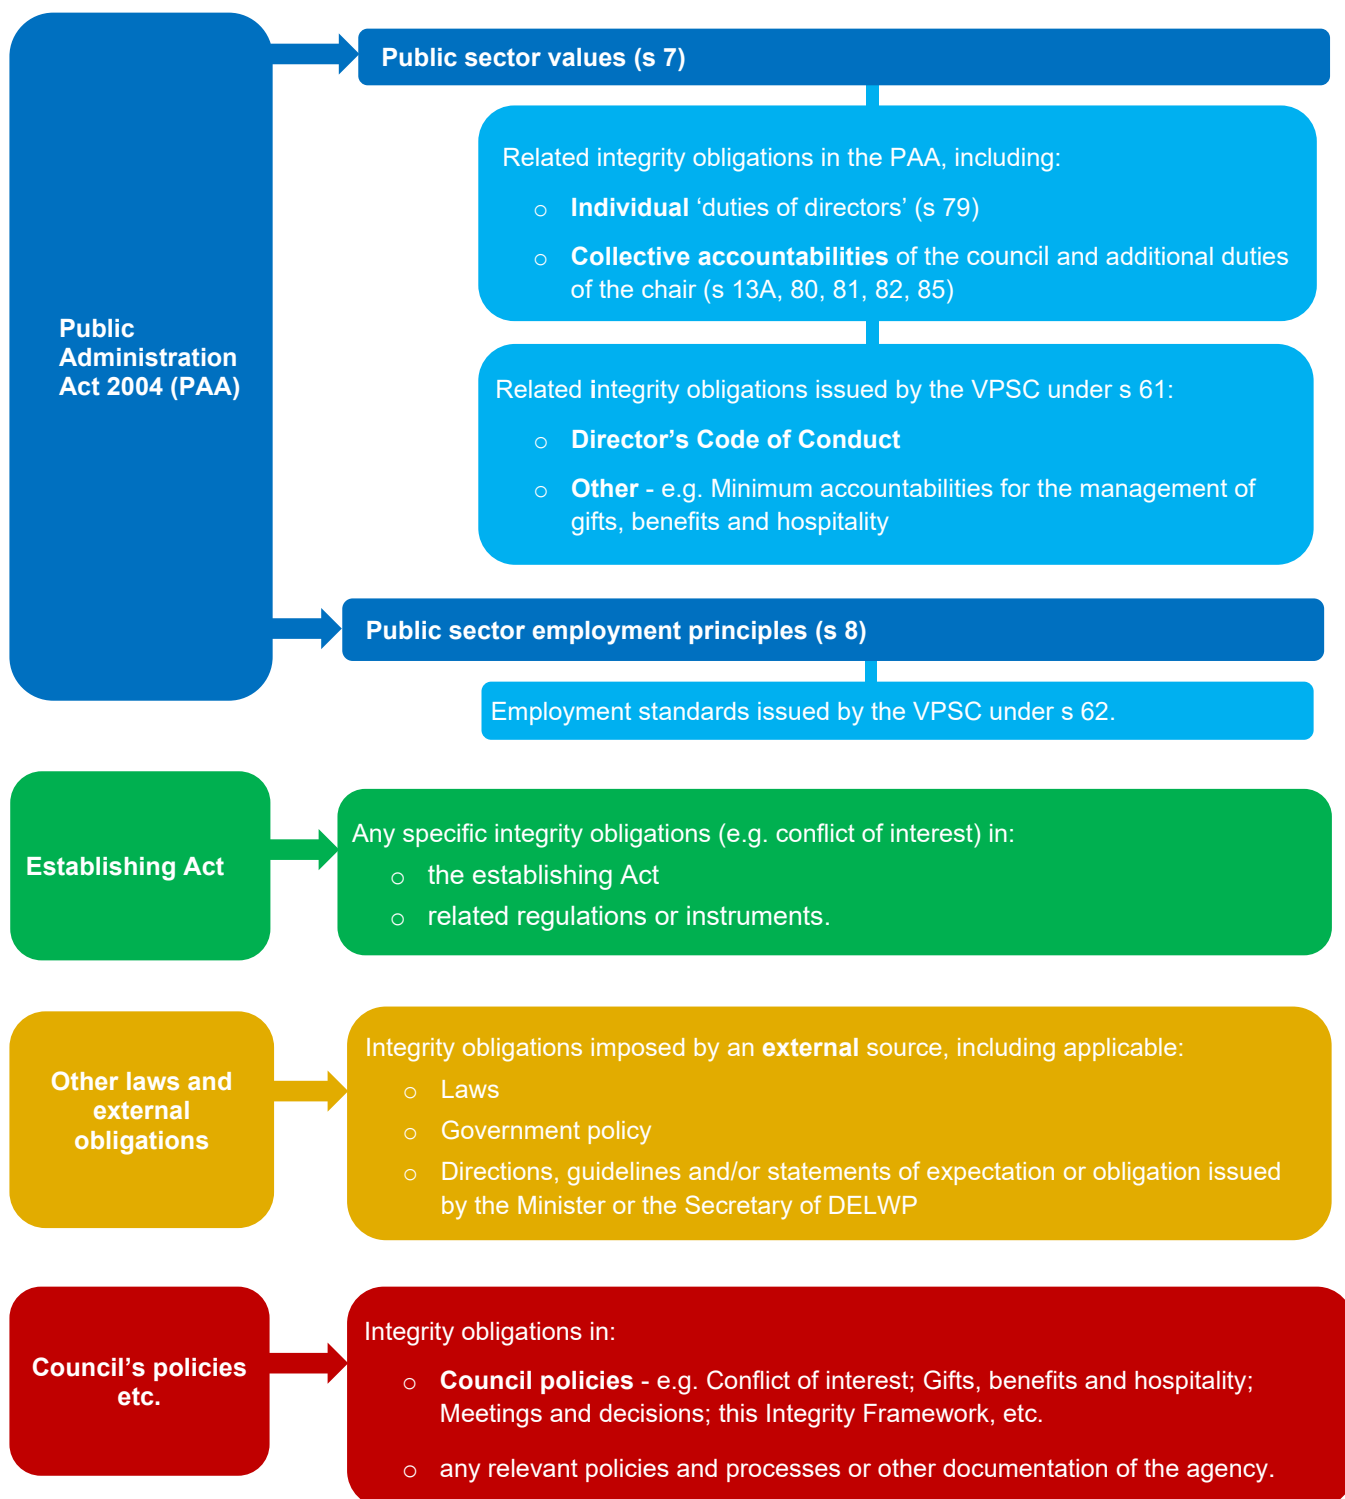 Public sector values (s 7)
Related integrity obligations in the PAA, including:
○ Individual ‘duties of directors’ (s 79)
○ Collective accountabilities of the council and additional duties
of the chair (s 13A, 80, 81, 82, 85)
Public
Administration
Act 2004 (PAA)
Related integrity obligations issued by the VPSC under s 61:
○ Director’s Code of Conduct
○ Other - e.g. Minimum accountabilities for the management of
gifts, benefits and hospitality
Public sector employment principles (s 8)
Employment standards issued by the VPSC under s 62.
Establishing Act
Any specific integrity obligations (e.g. conflict of interest) in:
○ the establishing Act
○ related regulations or instruments.
Other laws and
external
obligations
Integrity obligations imposed by an external source, including applicable:
○ Laws
○ Government policy
○ Directions, guidelines and/or statements of expectation or obligation issued
by the Minister or the Secretary of DELWP
Council’s policies
etc.
Integrity obligations in:
○ Council policies - e.g. Conflict of interest; Gifts, benefits and hospitality;
Meetings and decisions; this Integrity Framework, etc.
○ any relevant policies and processes or other documentation of the agency.